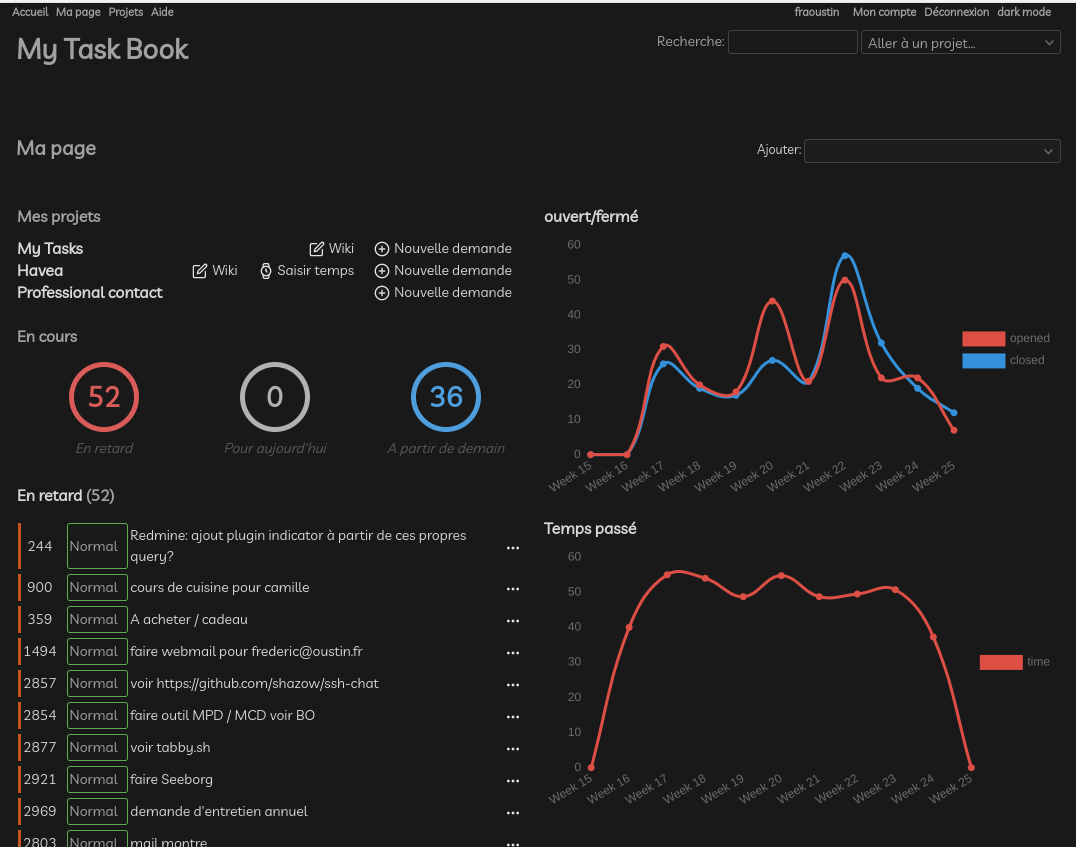 Accueil Ma page Projets Aide
fraoustin Mon compte Déconnexion dark mode
My Task Book
Recherche: Aller à un projet...
Ma page
Ajouter:
Mes projets
My Tasks Wiki Nouvelle demande
Havea Wiki Saisir temps Nouvelle demande
Professional contact Nouvelle demande
En cours
52 0 36
En retard Pour aujourd'hui A partir de demain
En retard (52)
244 Normal Redmine: ajout plugin indicator à partir de ces propres
query? ...
900 Normal cours de cuisine pour camille ...
359 Normal A acheter / cadeau ...
1494 Normal faire webmail pour frederic@oustin.fr ...
2857 Normal voir https://github.com/shazow/ssh-chat ...
2854 Normal faire outil MPD / MCD voir BO ...
2877 Normal voir tabby.sh ...
2921 Normal faire Seeborg ...
2969 Normal demande d'entretien annuel ...
2803 Normal mail montre ...
ouvert/fermé
60
50
40
30
20
10
0
Week 15 Week 16 Week 17 Week 18 Week 19 Week 20 Week 21 Week 22 Week 23 Week 24 Week 25
opened
closed
Temps passé
60
50
40
30
20
10
0
Week 15 Week 16 Week 17 Week 18 Week 19 Week 20 Week 21 Week 22 Week 23 Week 24 Week 25
time